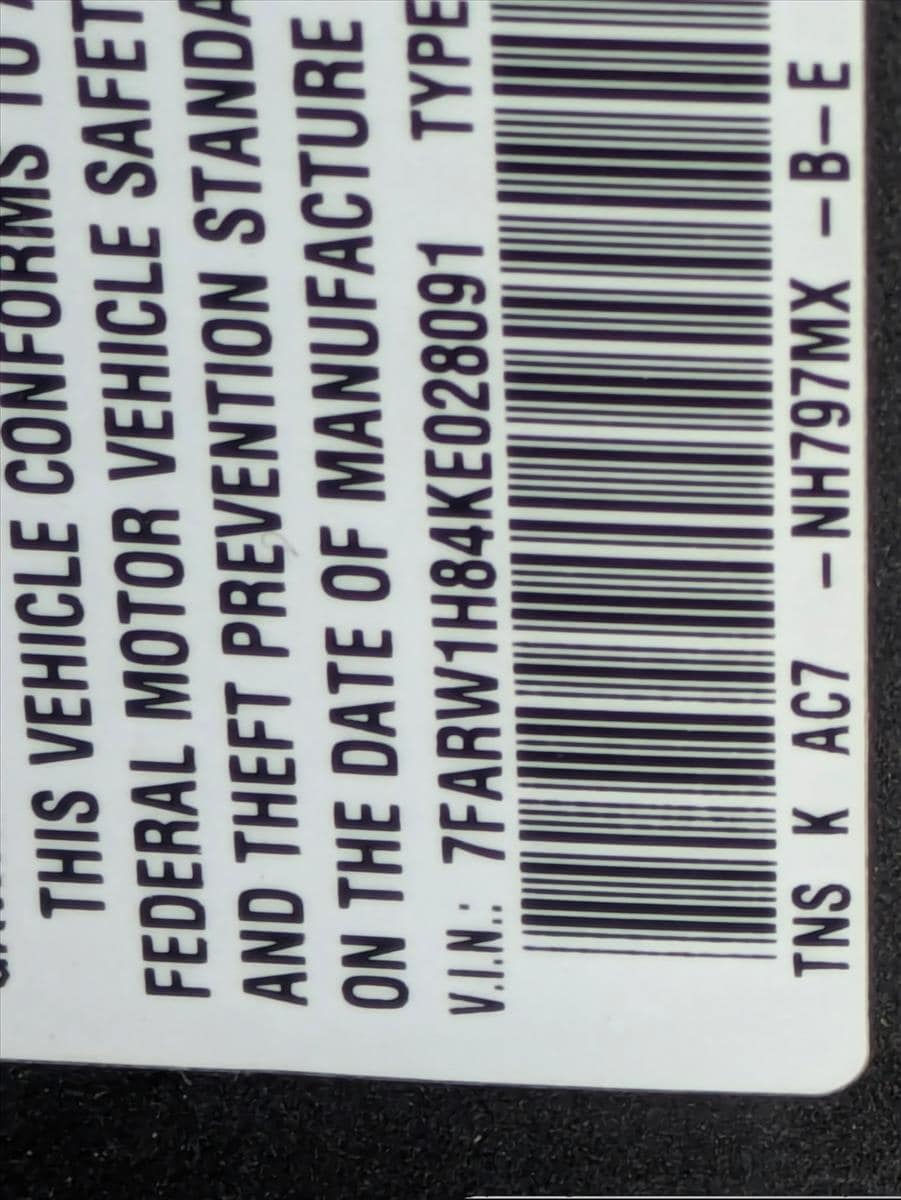 THIS VEHICLE CONFORMS TO
FEDERAL MOTOR VEHICLE SAFET
AND THEFT PREVENTION STANDA
ON THE DATE OF MANUFACTURE
V.I.N.: 7FARW1H84KE028091 TYPE
TNS K AC7 -NH797MX -B-E